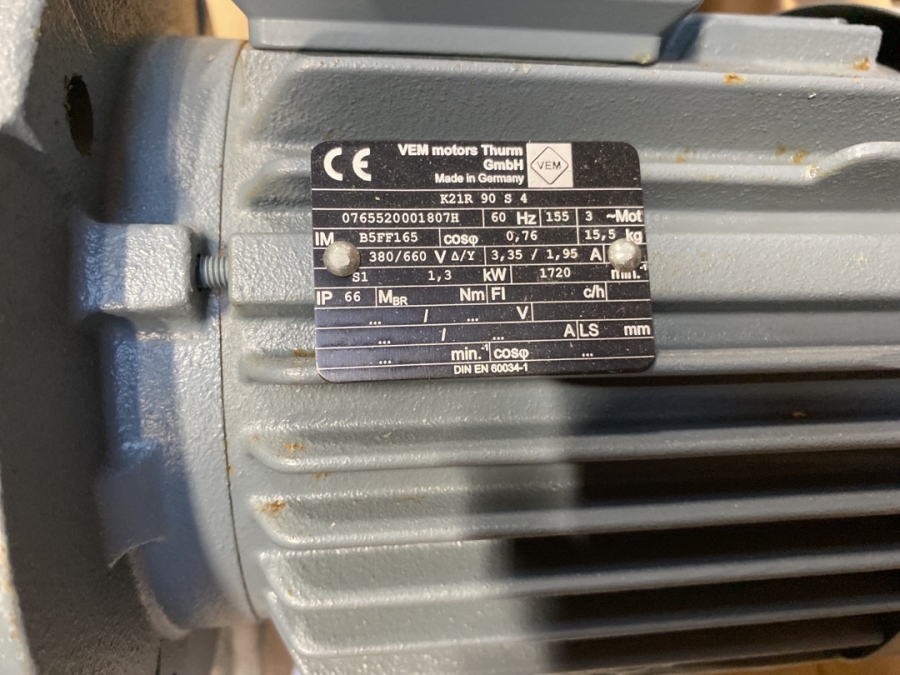 CE VEM motors Thurm
GmbH
Made in Germany
VEM
K21R 90 S 4
0765520001807H 60 Hz 155 3 ~Mot
IM B5FF165 cosφ 0,76 15,5 kg
380/660 V Δ/Y 3,35 / 1,95 A
S1 1,3 kW 1720 min.-1
IP 66 MBR Nm FI c/h
... / ... V
... / ... A LS mm
... min.-1 cosφ ...
DIN EN 60034-1